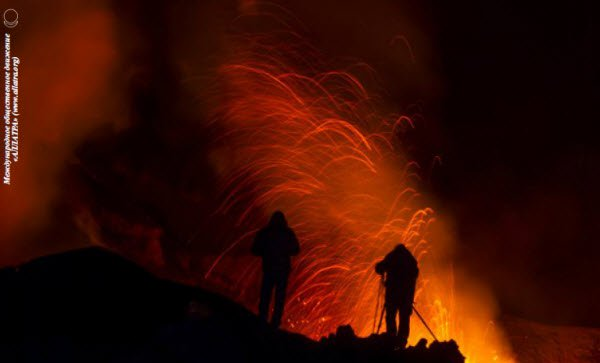 Международное общественное движение
«АЛЛАТРА» (www.allatra.org)